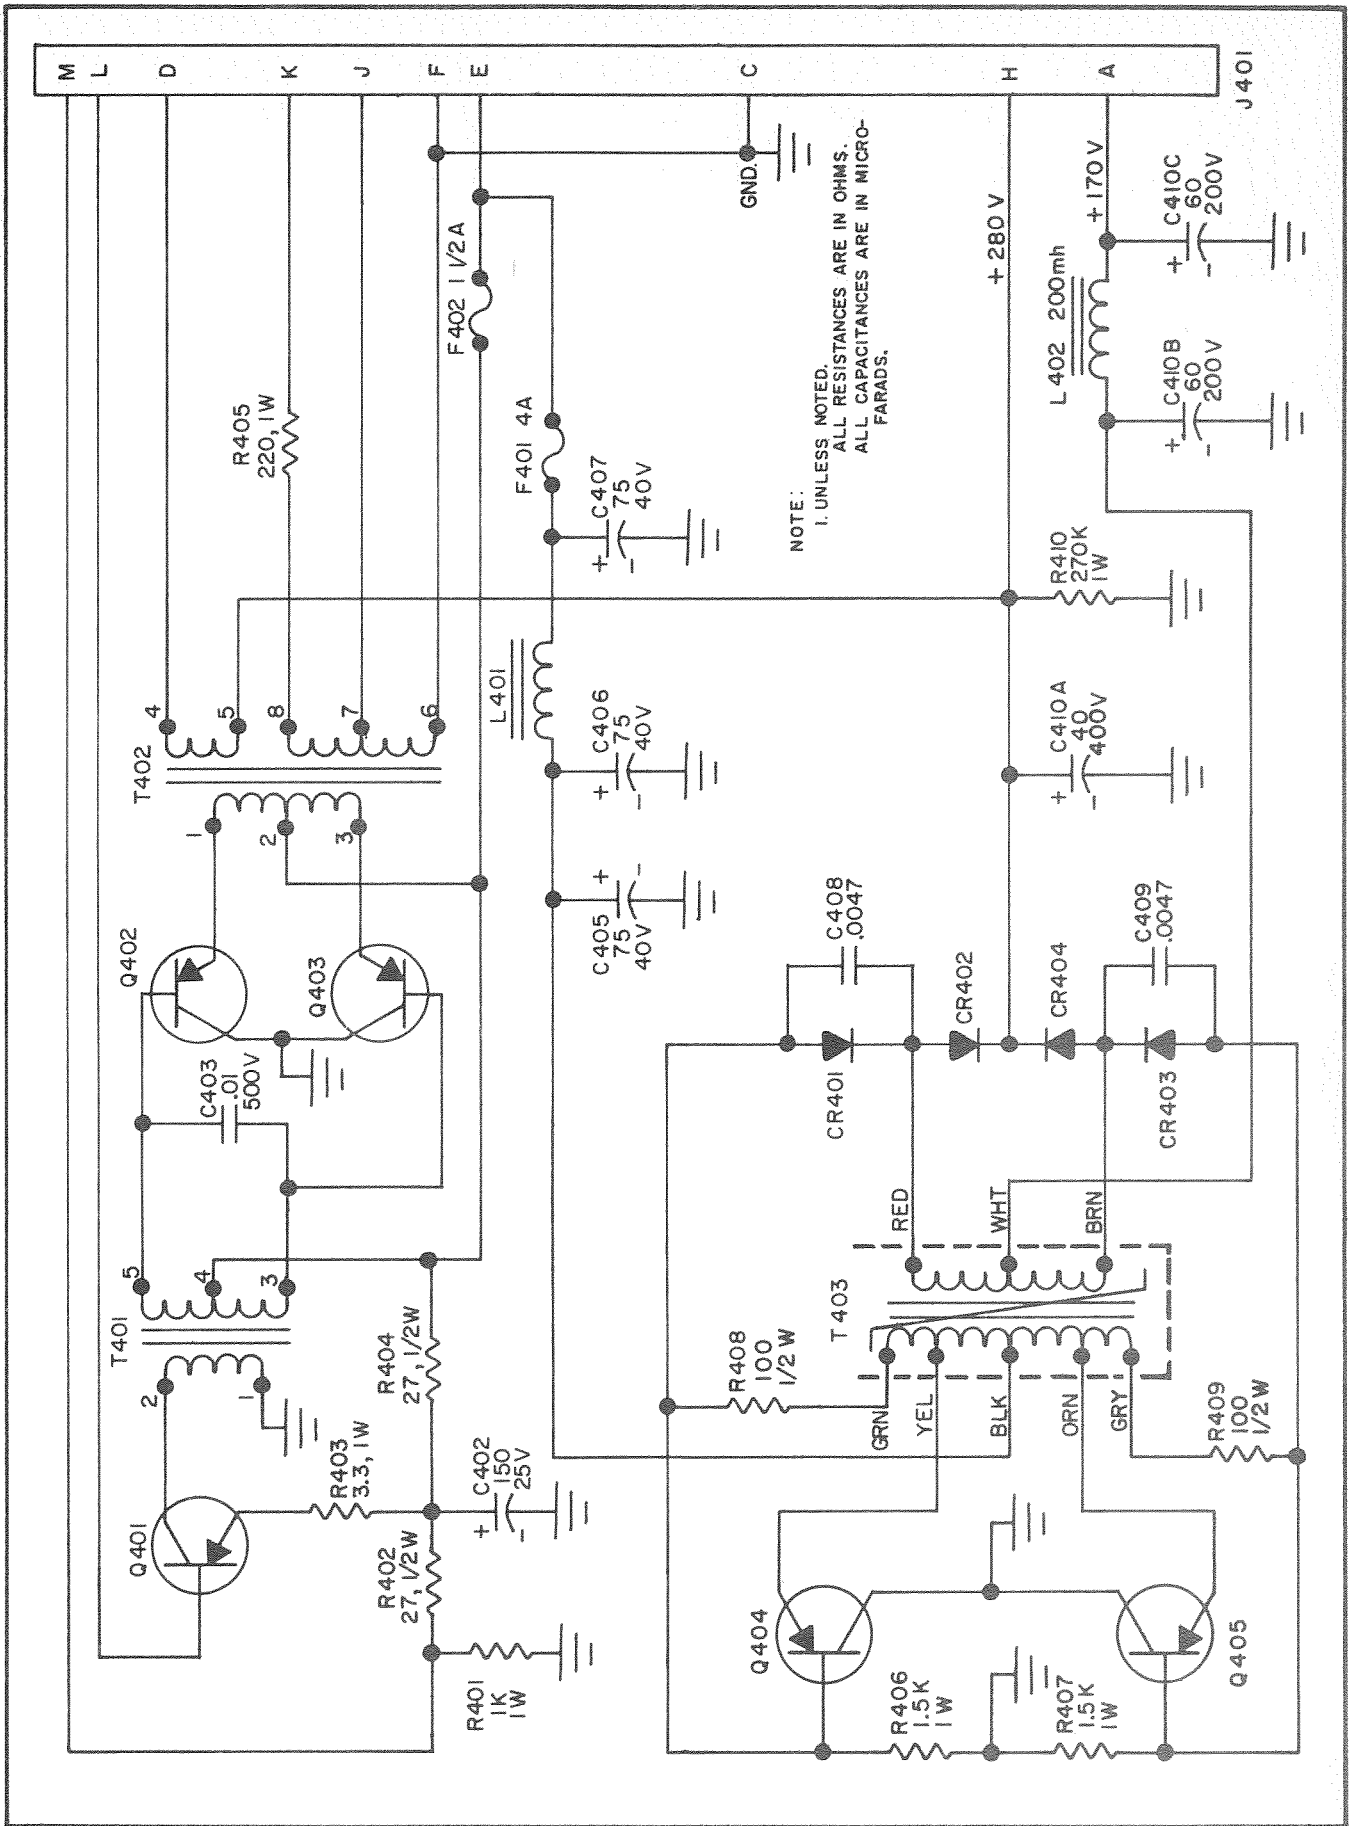 M
L
D
K
J
F
E
C
H
A
J401
GND.
+280V
+170V
R405
220, 1W
F402 1 1/2A
F401 4A
NOTE:
1. UNLESS NOTED.
ALL RESISTANCES ARE IN OHMS.
ALL CAPACITANCES ARE IN MICRO-
FARADS.
L402 200mh
C410C
60
200V
+
-
C410B
60
200V
+
-
C407
75
40V
+
-
R410
270K
1W
T402
4
5
8
7
6
1
2
3
L401
C406
75
40V
+
-
C405
75
40V
+
-
C410A
40
400V
+
-
Q402
Q403
C403
.01
500V
C408
.0047
CR401
CR402
CR404
CR403
C409
.0047
T401
5
4
3
2
1
R404
27, 1/2W
Q401
R403
3.3, 1W
R402
27, 1/2W
C402
150
25V
+
-
R401
1K
1W
T403
RED
WHT
BRN
GRN
YEL
BLK
ORN
GRY
R408
100
1/2W
R409
100
1/2W
Q404
Q405
R406
1.5K
1W
R407
1.5K
1W